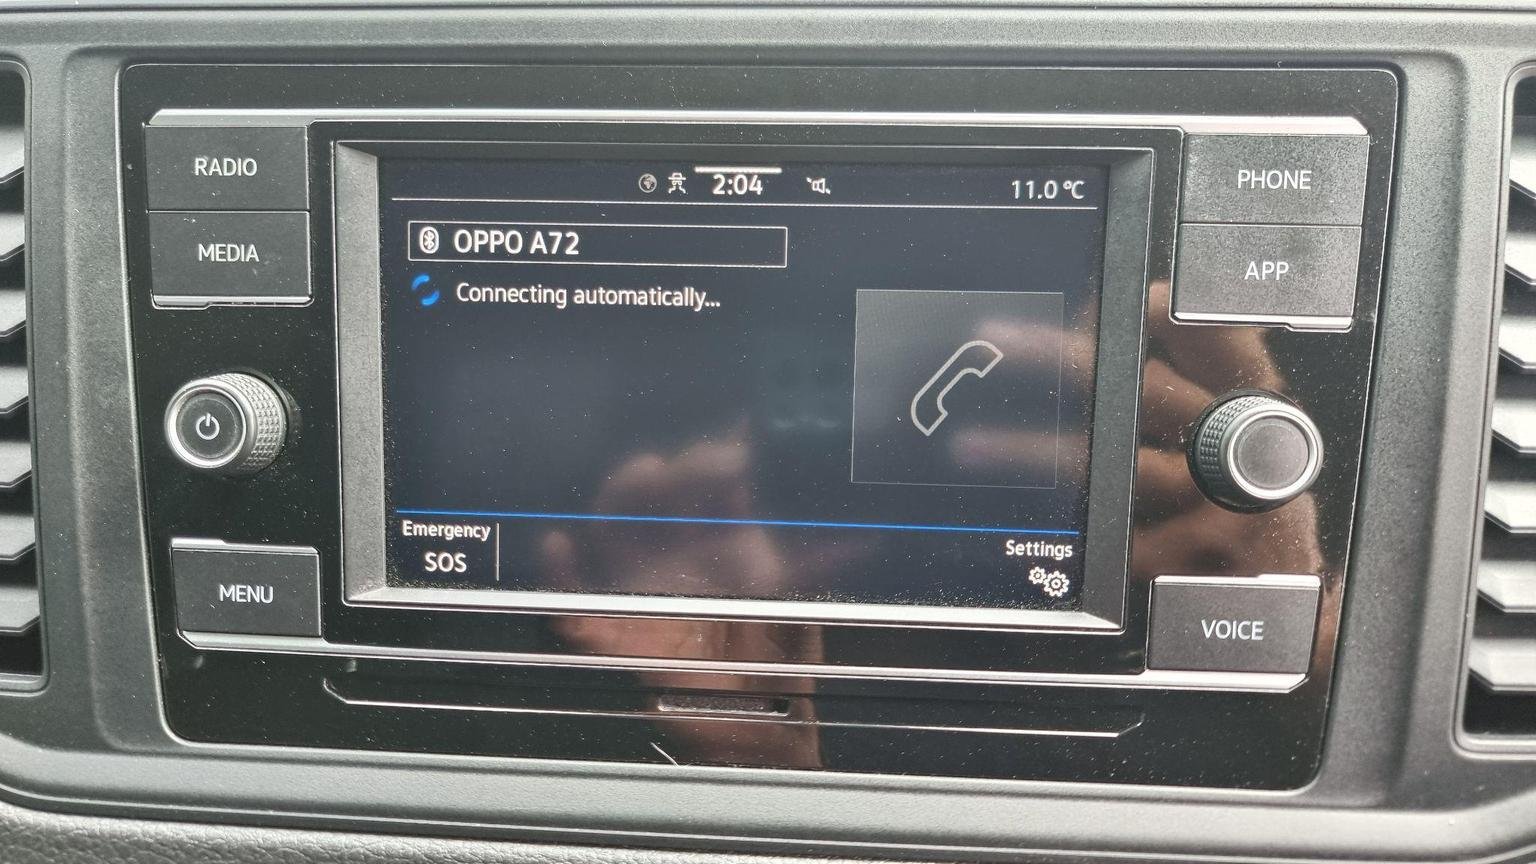 RADIO
MEDIA
MENU
2:04
11.0 °C
OPPO A72
Connecting automatically...
Emergency
SOS
Settings
PHONE
APP
VOICE